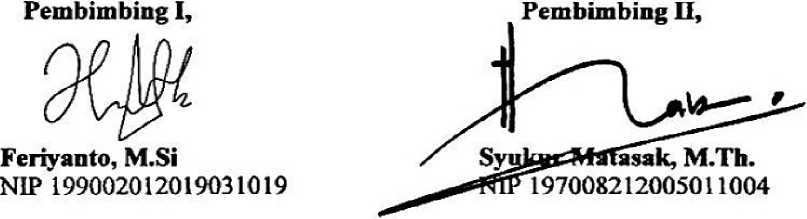 Pembimbing I,
Feriyanto, M.Si
NIP 199002012019031019
Pembimbing II,
Syukur Matasak, M.Th.
NIP 197008212005011004